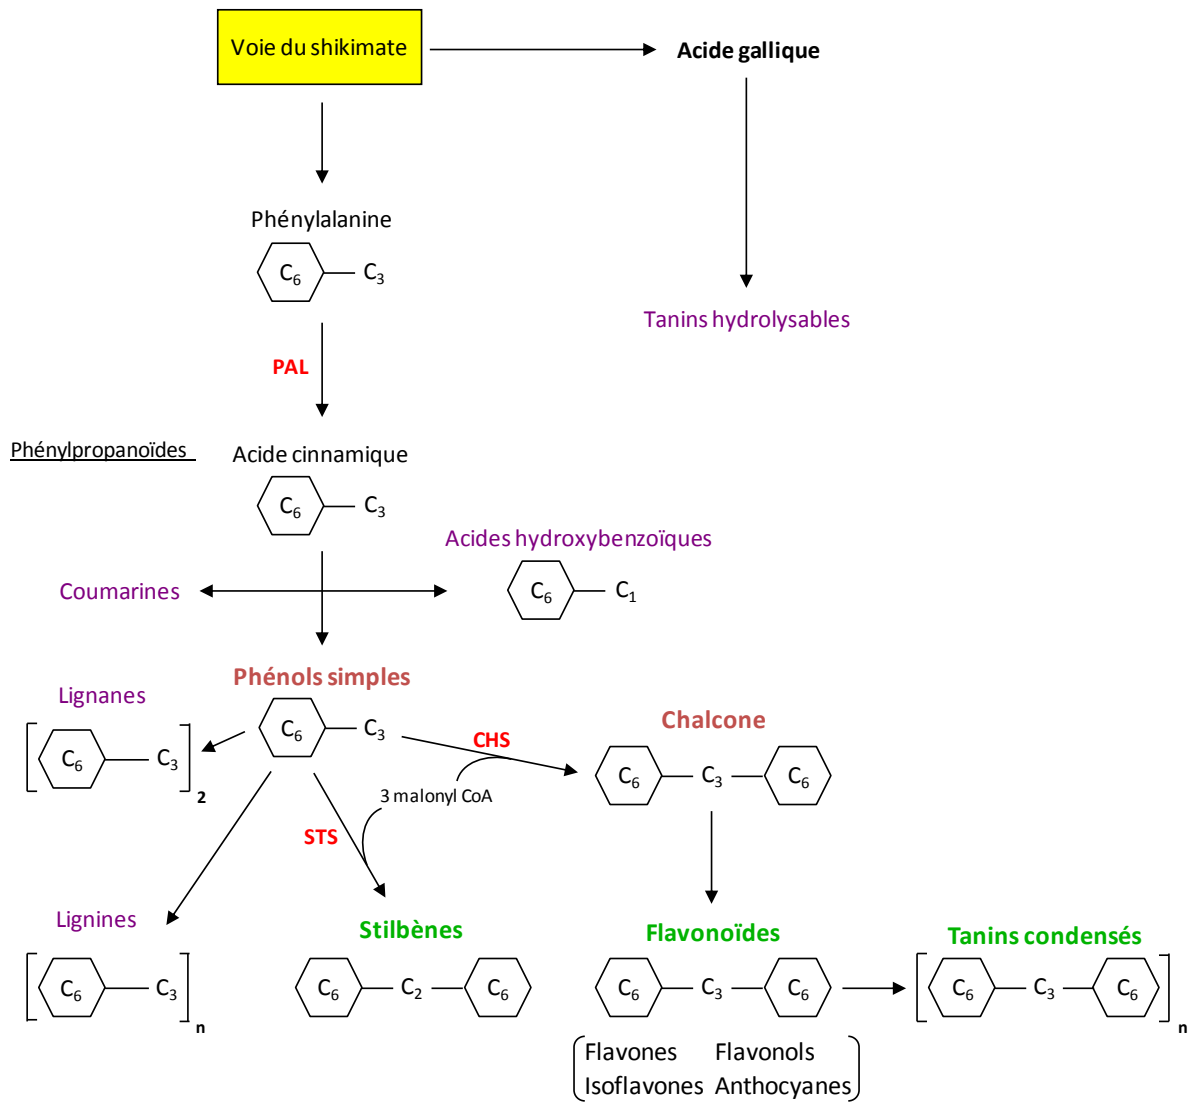 Voie du shikimate
Acide gallique
Phénylalanine
C6 C3
Tanins hydrolysables
PAL
Phénylpropanoïdes
Acide cinnamique
C6 C3
Acides hydroxybenzoïques
C6 C1
Coumarines
Phénols simples
C6 C3
Lignanes
C6 C3 2
CHS
Chalcone
C6 C3 C6
3 malonyl CoA
STS
Lignines
C6 C3 n
Stilbènes
C6 C2 C6
Flavonoïdes
C6 C3 C6
Tanins condensés
C6 C3 C6 n
Flavones Flavonols
Isoflavones Anthocyanes